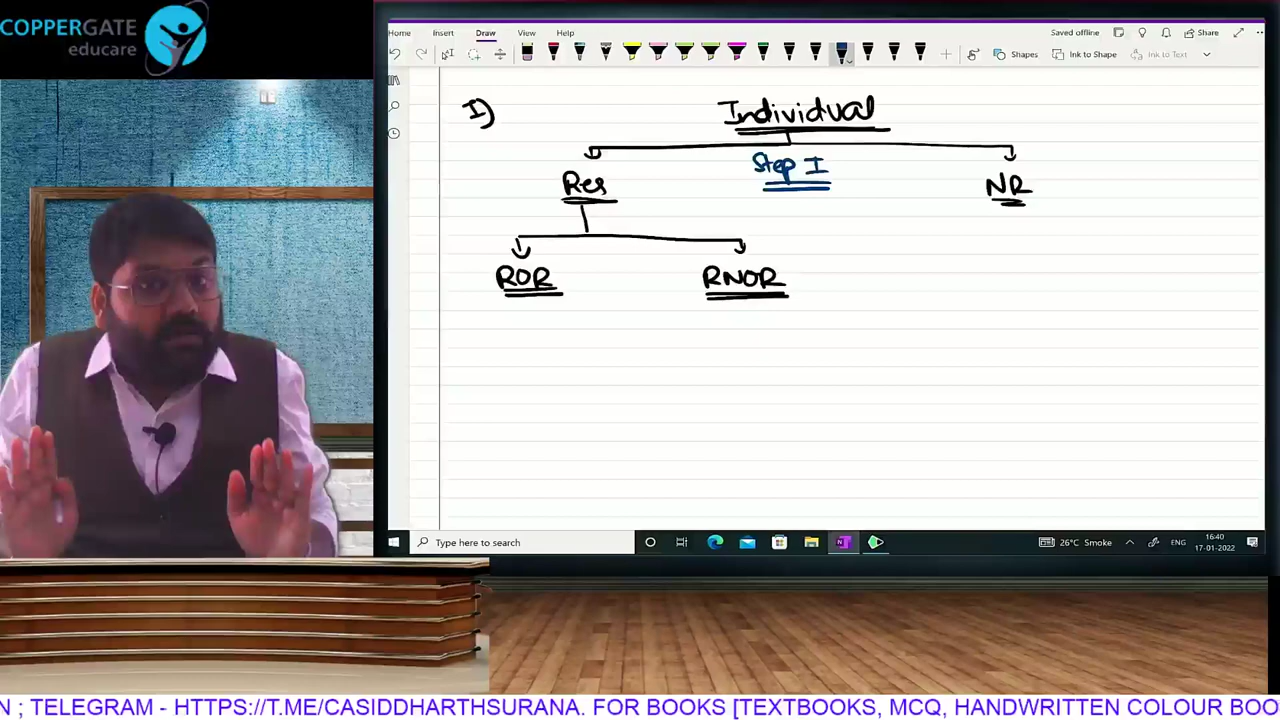 COPPERGATE
educare
Home Insert Draw View Help
Saved offline
Share
Shapes
Ink to Shape
Ink to Text
I) Individual
Step I
Res
NR
ROR
RNOR
Type here to search
26°C Smoke
ENG
16:40
17-01-2022
N ; TELEGRAM - HTTPS://T.ME/CASIDDHARTHSURANA. FOR BOOKS [TEXTBOOKS, MCQ, HANDWRITTEN COLOUR BOO